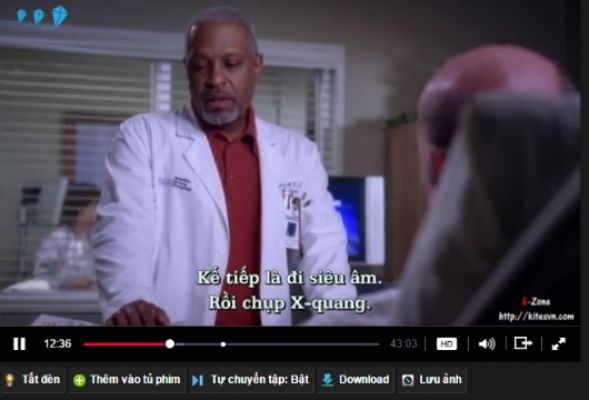 Kế tiếp là đi siêu âm.
Rồi chụp X-quang.
K-Zone
http://kitesvn.com
12:36
43:03
HD
Tắt đèn
Thêm vào tủ phim
Tự chuyển tập: Bật
Download
Lưu ảnh